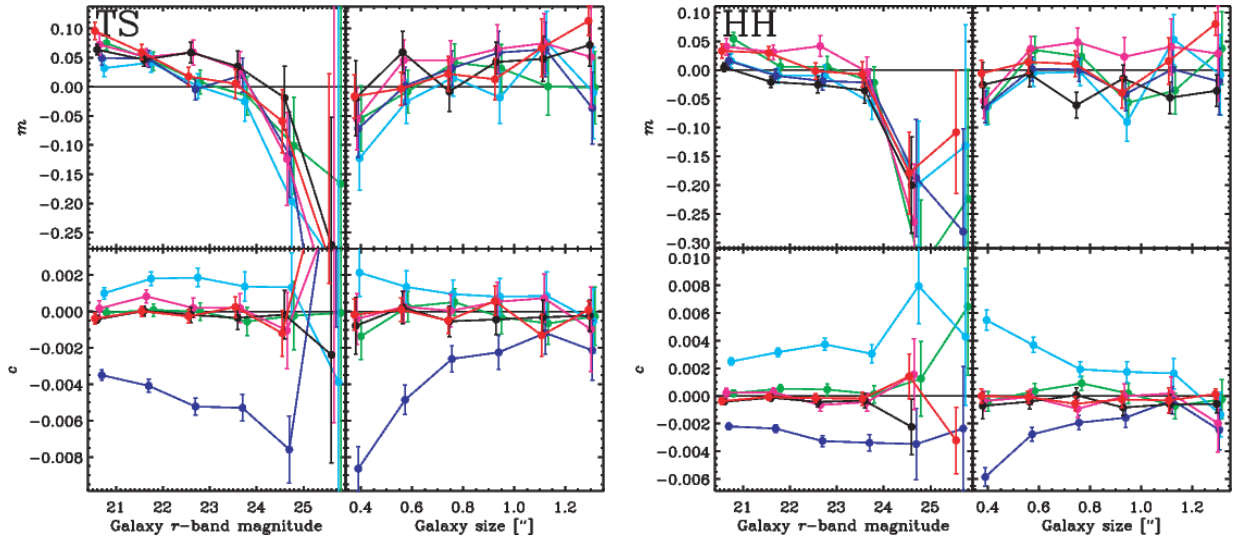 TS
0.10
0.05
0.00
−0.05
−0.10
−0.15
−0.20
−0.25
m
0.002
0.000
−0.002
−0.004
−0.006
−0.008
c
21 22 23 24 25
0.4 0.6 0.8 1.0 1.2
Galaxy r−band magnitude
Galaxy size ["]
HH
0.05
0.00
−0.05
−0.10
−0.15
−0.20
−0.25
−0.30
m
0.010
0.008
0.006
0.004
0.002
0.000
−0.002
−0.004
−0.006
c
21 22 23 24 25
0.4 0.6 0.8 1.0 1.2
Galaxy r−band magnitude
Galaxy size ["]